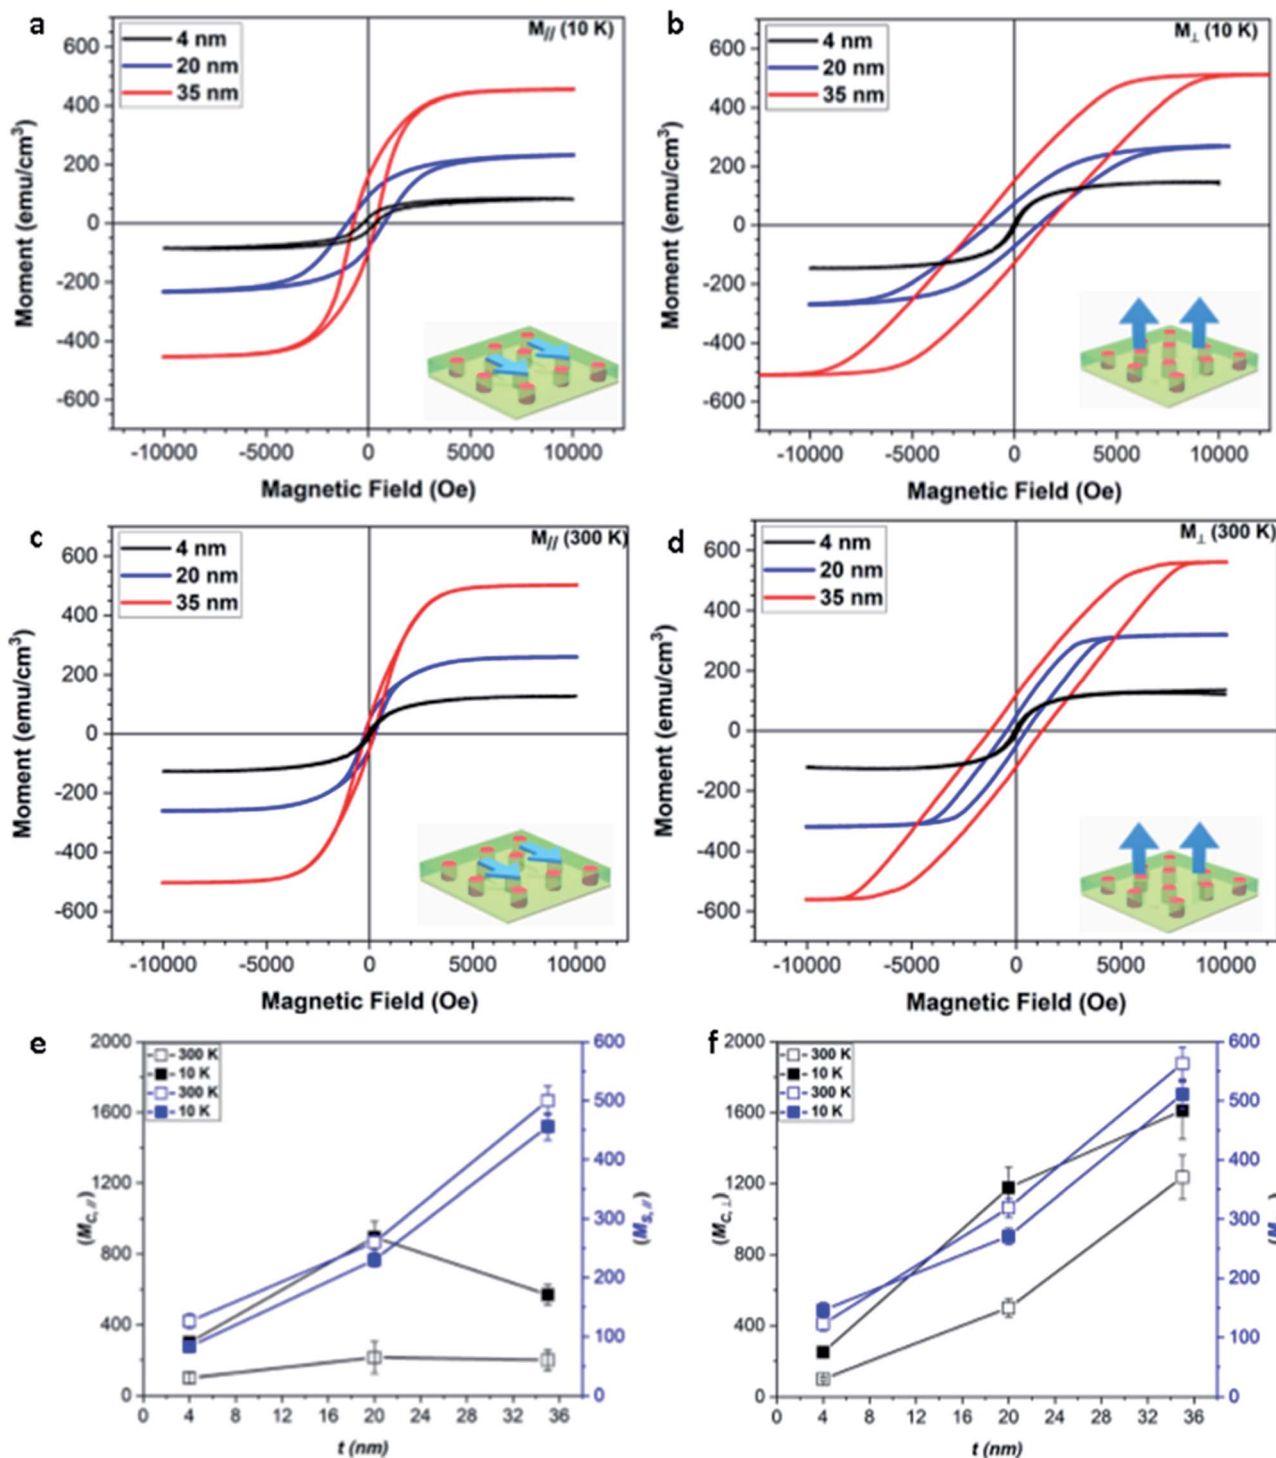 a
M// (10 K)
4 nm
20 nm
35 nm
600
400
200
0
-200
-400
-600
-10000 -5000 0 5000 10000
Moment (emu/cm³)
Magnetic Field (Oe)
b
M⊥ (10 K)
4 nm
20 nm
35 nm
600
400
200
0
-200
-400
-600
-10000 -5000 0 5000 10000
Moment (emu/cm³)
Magnetic Field (Oe)
c
M// (300 K)
4 nm
20 nm
35 nm
600
400
200
0
-200
-400
-600
-10000 -5000 0 5000 10000
Moment (emu/cm³)
Magnetic Field (Oe)
d
M⊥ (300 K)
4 nm
20 nm
35 nm
600
400
200
0
-200
-400
-600
-10000 -5000 0 5000 10000
Moment (emu/cm³)
Magnetic Field (Oe)
e
300 K
10 K
300 K
10 K
2000
1600
1200
800
400
0
(MC,//)
600
500
400
300
200
100
0
(MS,//)
0 4 8 12 16 20 24 28 32 36
t (nm)
f
300 K
10 K
300 K
10 K
2000
1600
1200
800
400
0
(MC,⊥)
600
500
400
300
200
100
0
0 4 8 12 16 20 24 28 32 36
t (nm)